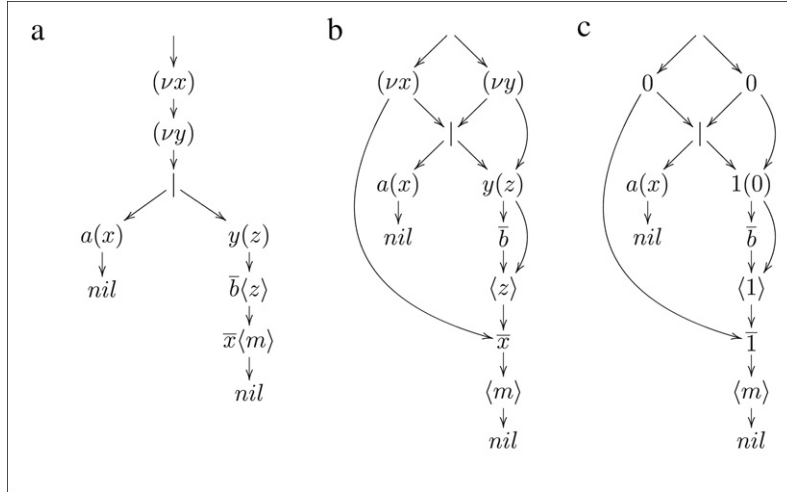 a
(νx)
(νy)
|
a(x) y(z)
nil b̅⟨z⟩
x̅⟨m⟩
nil
b
(νx) (νy)
|
a(x) y(z)
nil b̅
⟨z⟩
x̅
⟨m⟩
nil
c
0 0
|
a(x) 1(0)
nil b̅
⟨1⟩
1̅
⟨m⟩
nil